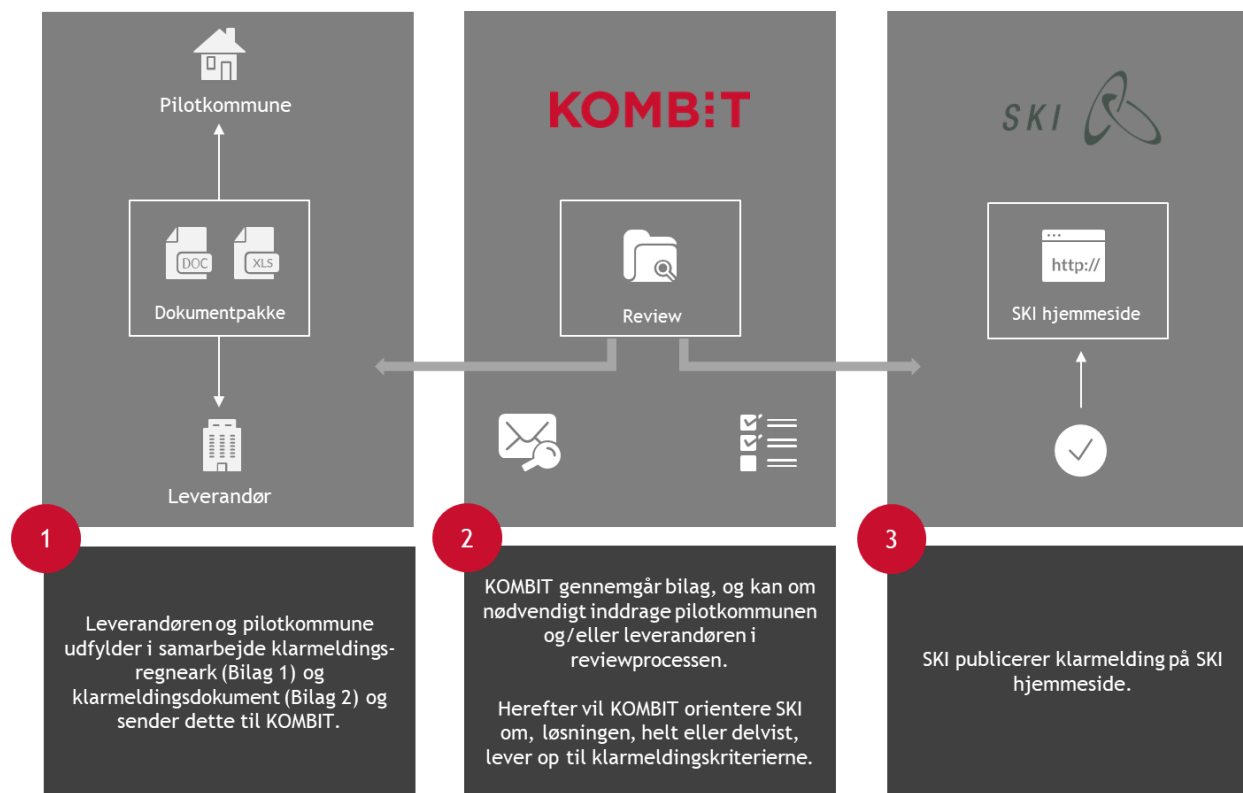 Pilotkommune
DOC
XLS
Dokumentpakke
Leverandør
1
Leverandøren og pilotkommune
udfylder i samarbejde klarmeldings-
regneark (Bilag 1) og
klarmeldingsdokument (Bilag 2) og
sender dette til KOMBIT.
KOMBIT
Review
2
KOMBIT gennemgår bilag, og kan om
nødvendigt inddrage pilotkommunen
og/eller leverandøren i
reviewprocessen.
Herefter vil KOMBIT orientere SKI
om, løsningen, helt eller delvist,
lever op til klarmeldingskriterierne.
SKI
http://
SKI hjemmeside
3
SKI publicerer klarmelding på SKI
hjemmeside.